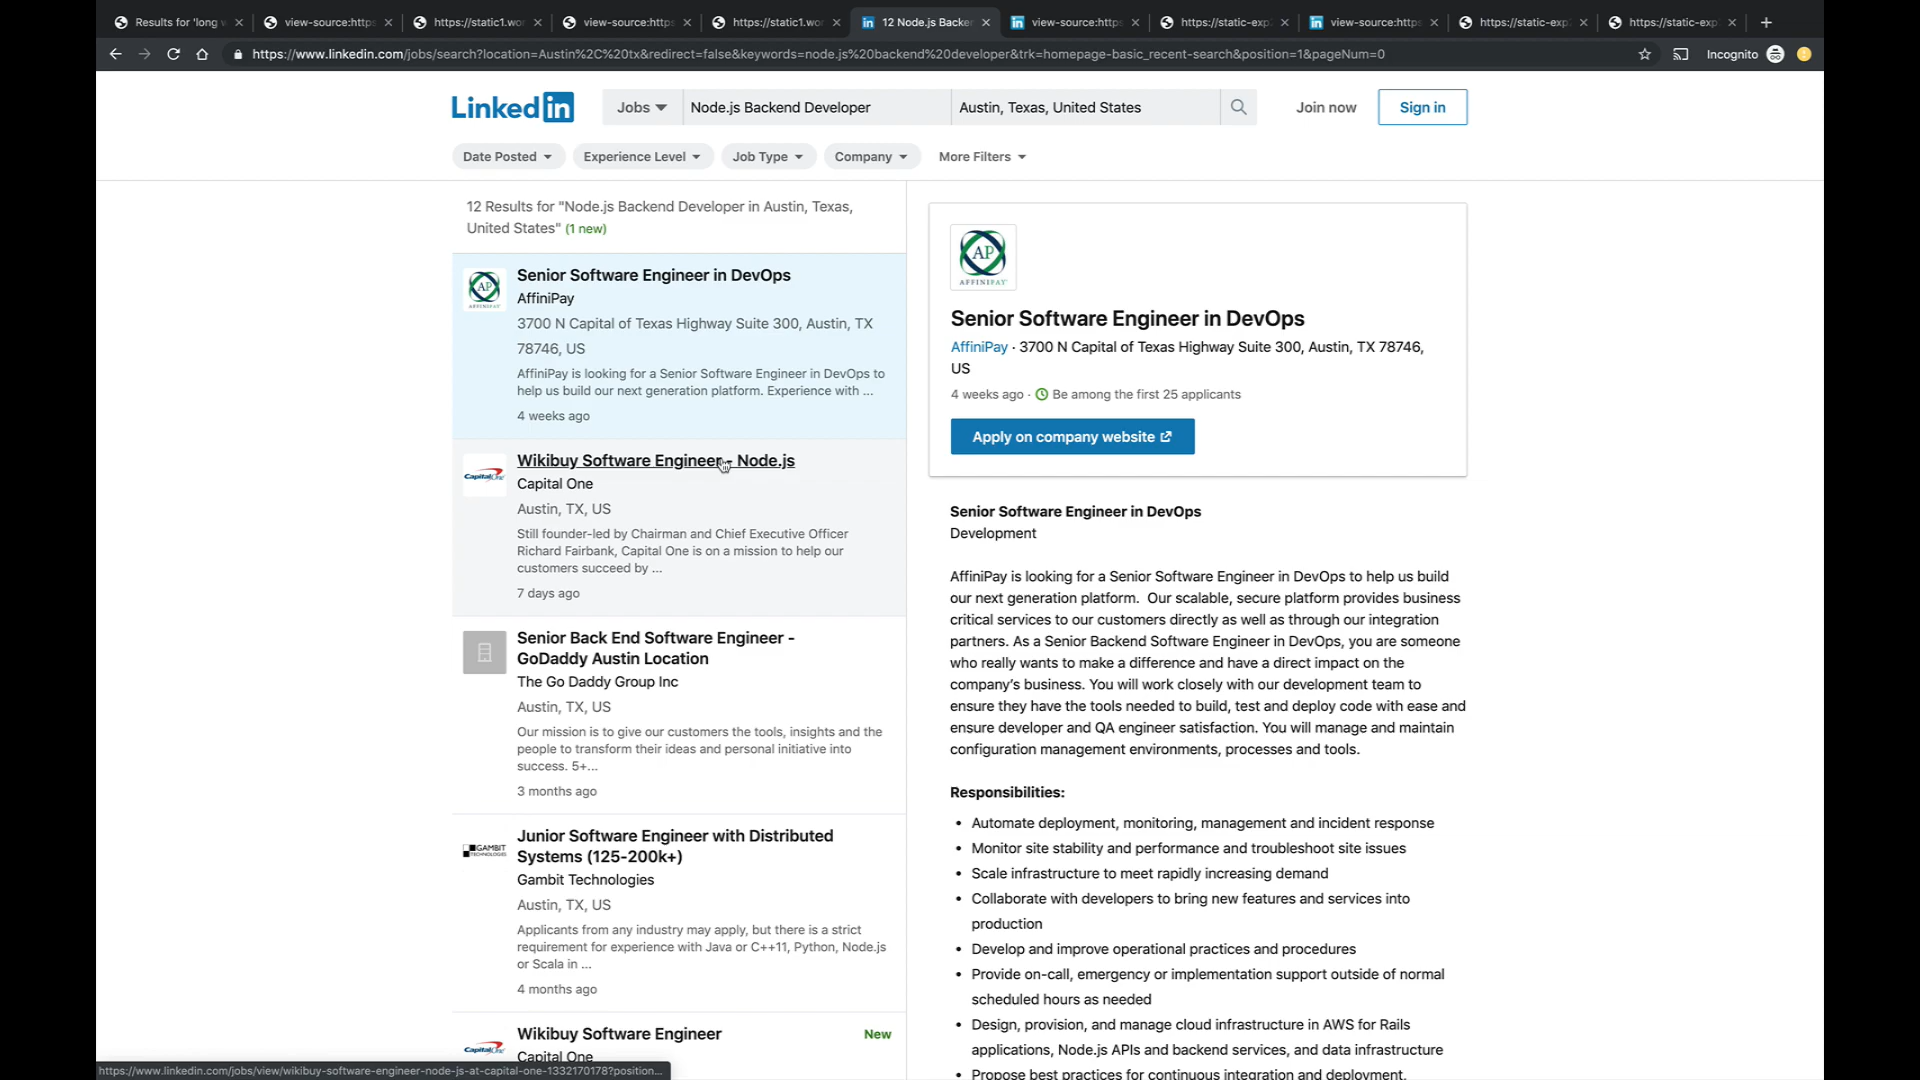 Results for 'long v
view-source:https
https://static1.wor
view-source:https
https://static1.wor
12 Node.js Backe
view-source:https
https://static-exp
view-source:https
https://static-exp
https://static-exp
https://www.linkedin.com/jobs/search?location=Austin%2C%20tx&redirect=false&keywords=node.js%20backend%20developer&trk=homepage-basic_recent-search&position=1&pageNum=0
Incognito
Linked in
Jobs
Node.js Backend Developer
Austin, Texas, United States
Join now
Sign in
Date Posted
Experience Level
Job Type
Company
More Filters
12 Results for "Node.js Backend Developer in Austin, Texas,
United States" (1 new)
AP
AFFINIPAY
Senior Software Engineer in DevOps
AffiniPay
3700 N Capital of Texas Highway Suite 300, Austin, TX
78746, US
AffiniPay is looking for a Senior Software Engineer in DevOps to
help us build our next generation platform. Experience with ...
4 weeks ago
Capital One
Wikibuy Software Engineer - Node.js
Capital One
Austin, TX, US
Still founder-led by Chairman and Chief Executive Officer
Richard Fairbank, Capital One is on a mission to help our
customers succeed by ...
7 days ago
Senior Back End Software Engineer -
GoDaddy Austin Location
The Go Daddy Group Inc
Austin, TX, US
Our mission is to give our customers the tools, insights and the
people to transform their ideas and personal initiative into
success. 5+...
3 months ago
GAMBIT
TECHNOLOGIES
Junior Software Engineer with Distributed
Systems (125-200k+)
Gambit Technologies
Austin, TX, US
Applicants from any industry may apply, but there is a strict
requirement for experience with Java or C++11, Python, Node.js
or Scala in ...
4 months ago
Capital One
Wikibuy Software Engineer
New
Capital One
https://www.linkedin.com/jobs/view/wikibuy-software-engineer-node-js-at-capital-one-1332170178?position...
AP
AFFINIPAY
Senior Software Engineer in DevOps
AffiniPay · 3700 N Capital of Texas Highway Suite 300, Austin, TX 78746,
US
4 weeks ago · Be among the first 25 applicants
Apply on company website
Senior Software Engineer in DevOps
Development
AffiniPay is looking for a Senior Software Engineer in DevOps to help us build
our next generation platform.  Our scalable, secure platform provides business
critical services to our customers directly as well as through our integration
partners. As a Senior Backend Software Engineer in DevOps, you are someone
who really wants to make a difference and have a direct impact on the
company's business. You will work closely with our development team to
ensure they have the tools needed to build, test and deploy code with ease and
ensure developer and QA engineer satisfaction. You will manage and maintain
configuration management environments, processes and tools.
Responsibilities:
• Automate deployment, monitoring, management and incident response
• Monitor site stability and performance and troubleshoot site issues
• Scale infrastructure to meet rapidly increasing demand
• Collaborate with developers to bring new features and services into
production
• Develop and improve operational practices and procedures
• Provide on-call, emergency or implementation support outside of normal
scheduled hours as needed
• Design, provision, and manage cloud infrastructure in AWS for Rails
applications, Node.js APIs and backend services, and data infrastructure
• Propose best practices for continuous integration and deployment,